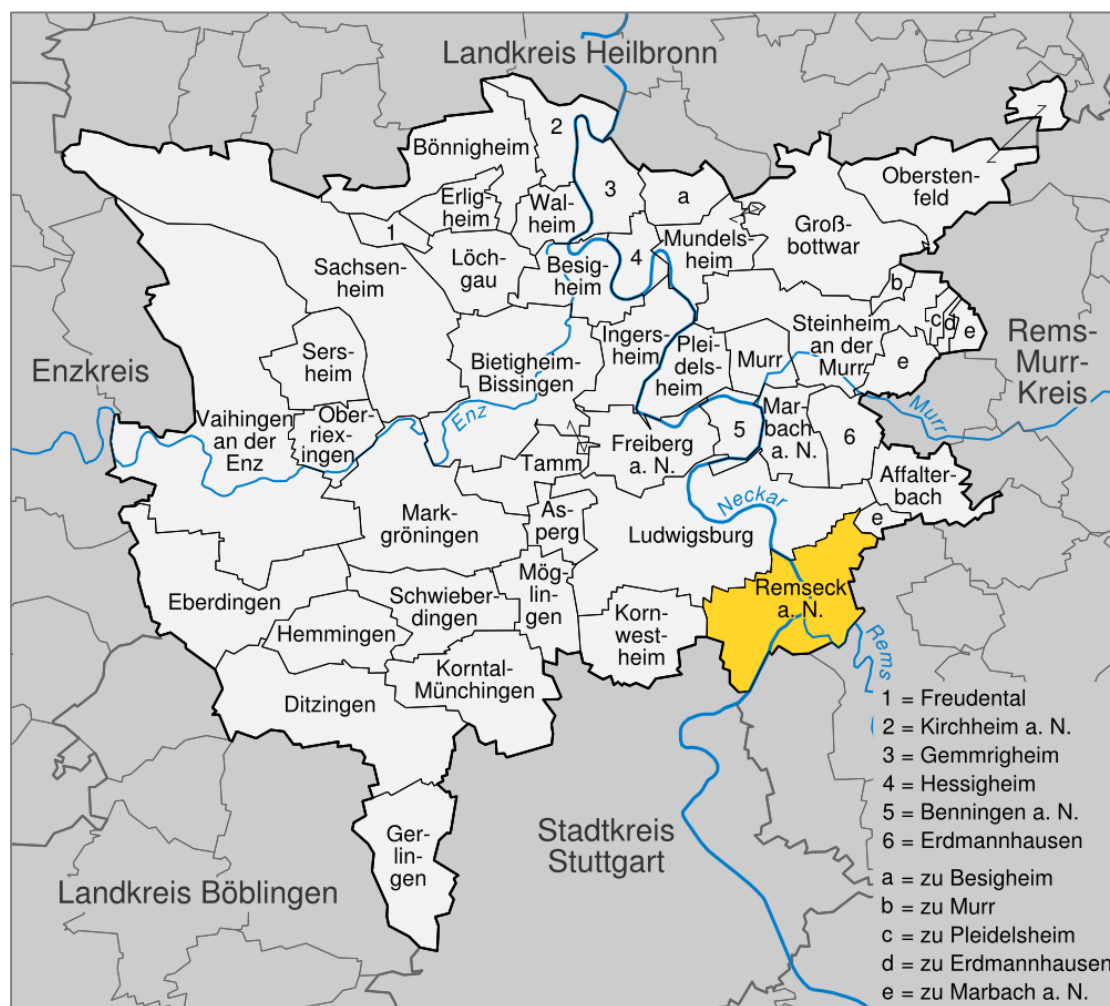 Landkreis Heilbronn
2
Bönnigheim
Obersten-
feld
Erlig-
heim
Wal-
heim
3
a
Groß-
bottwar
1
Löch-
gau
Besig-
heim
4
Mundels-
heim
Sachsen-
heim
b
c
d
e
Steinheim
an der
Murr
e
Rems-
Murr-
Kreis
Enzkreis
Sers-
heim
Bietigheim-
Bissingen
Ingers-
heim
Pleidels-
heim
Murr
Murr
Vaihingen
an der
Enz
Ober-
riex-
ingen
Enz
Tamm
Freiberg
a. N.
5
Mar-
bach
a. N.
6
Affalter-
bach
Mark-
gröningen
As-
perg
Ludwigsburg
Neckar
e
Eberdingen
Hemmingen
Schwieber-
dingen
Mög-
lin-
gen
Korn-
west-
heim
Remseck
a. N.
Rems
Ditzingen
Korntal-
Münchingen
Ger-
lin-
gen
Stadtkreis
Stuttgart
Landkreis Böblingen
1 = Freudental
2 = Kirchheim a. N.
3 = Gemmrigheim
4 = Hessigheim
5 = Benningen a. N.
6 = Erdmannhausen
a = zu Besigheim
b = zu Murr
c = zu Pleidelsheim
d = zu Erdmannhausen
e = zu Marbach a. N.